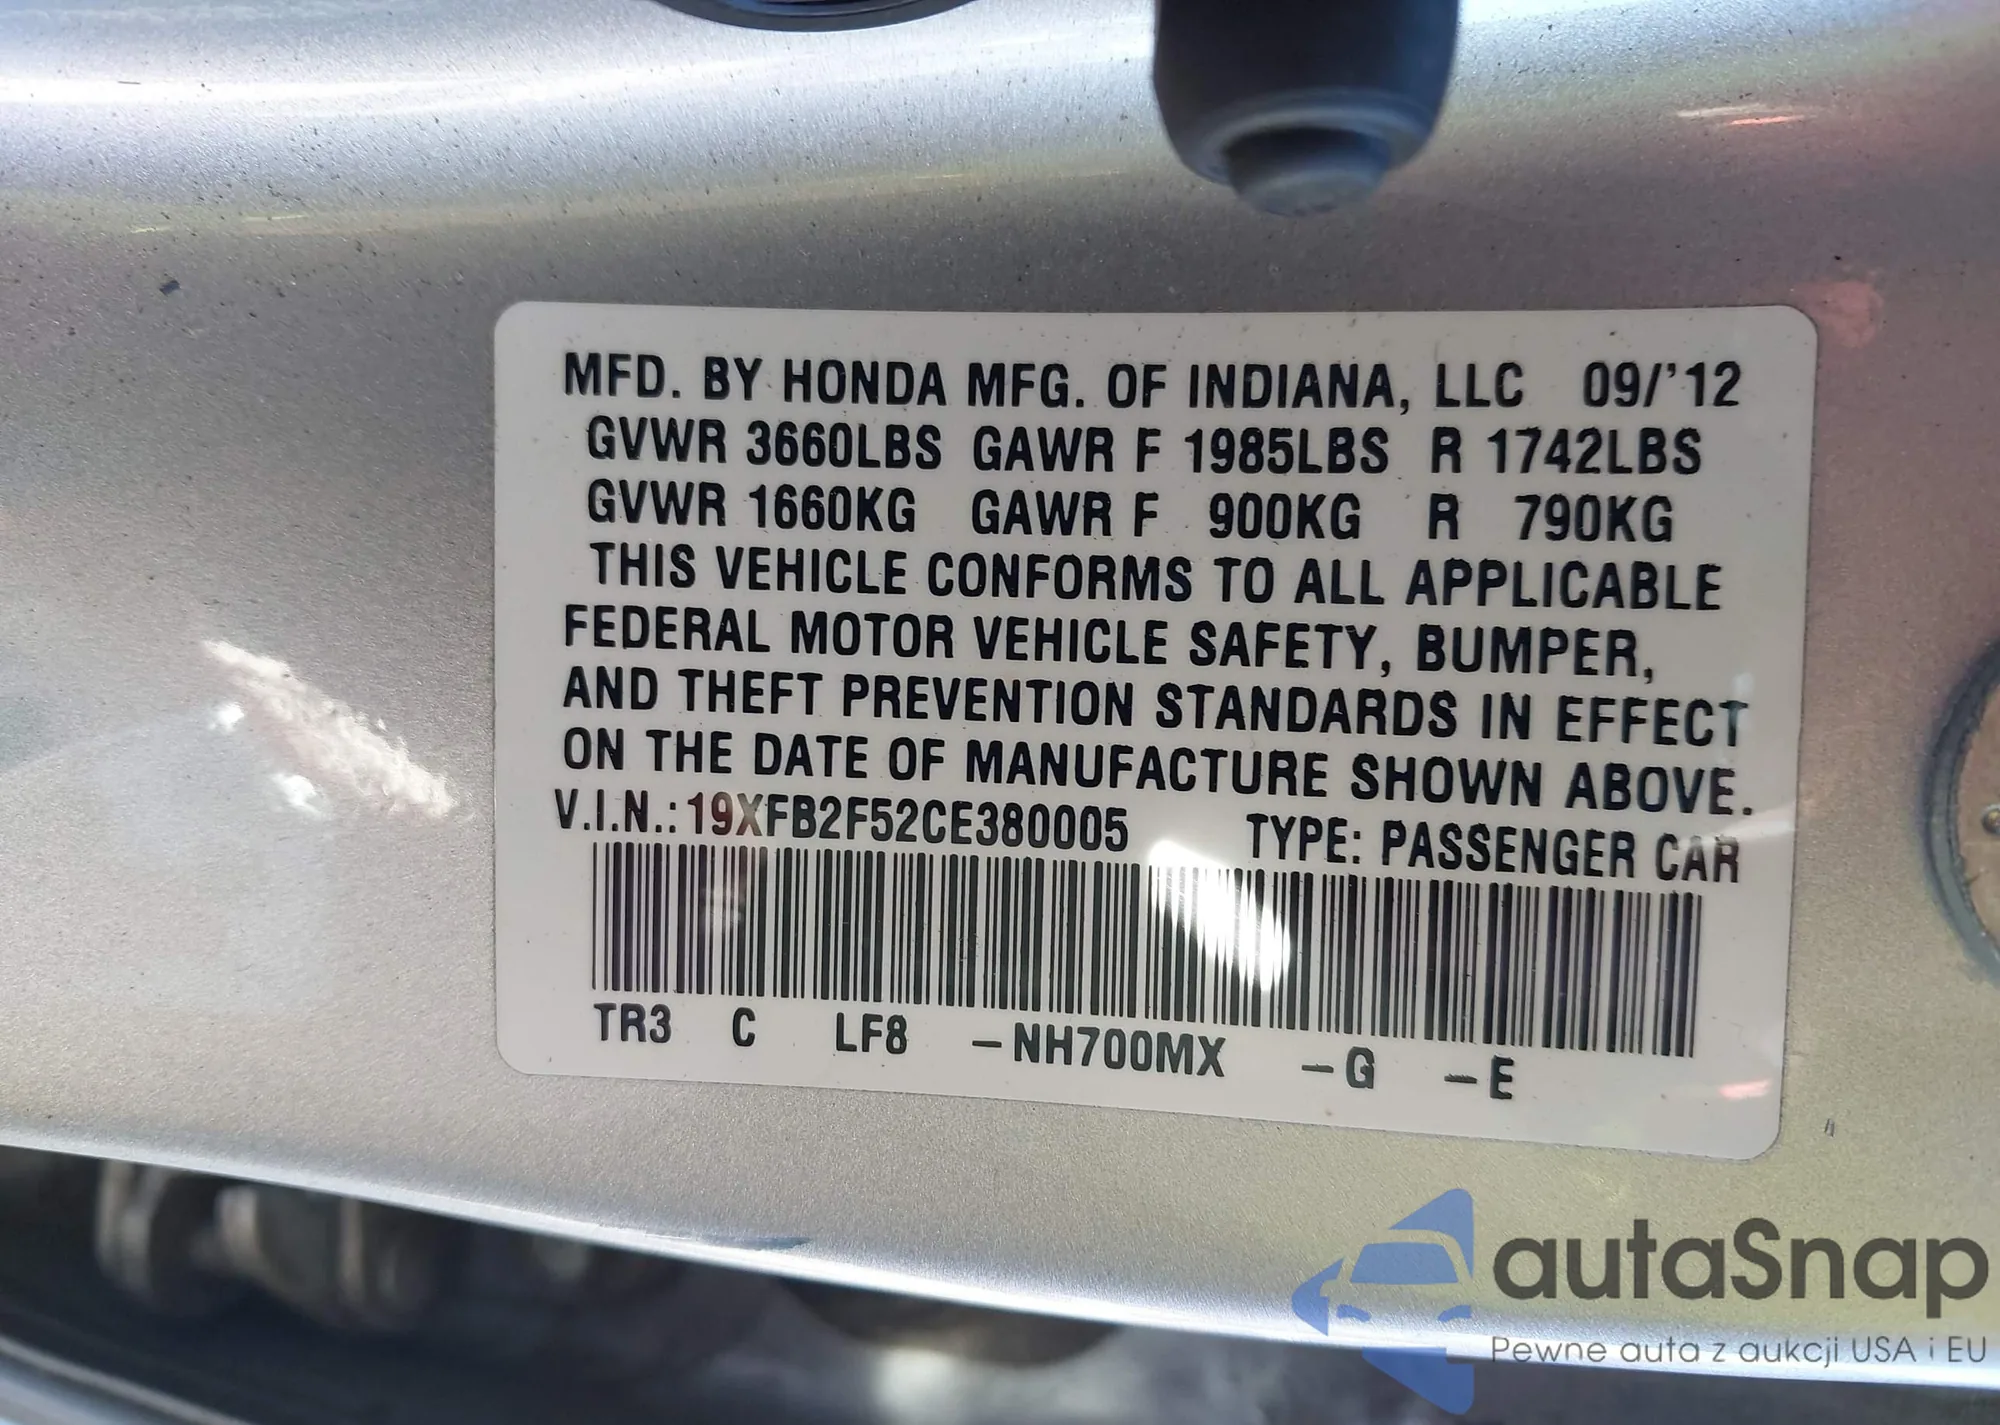 MFD. BY HONDA MFG. OF INDIANA, LLC 09/'12
GVWR 3660LBS GAWR F 1985LBS R 1742LBS
GVWR 1660KG GAWR F 900KG R 790KG
THIS VEHICLE CONFORMS TO ALL APPLICABLE
FEDERAL MOTOR VEHICLE SAFETY, BUMPER,
AND THEFT PREVENTION STANDARDS IN EFFECT
ON THE DATE OF MANUFACTURE SHOWN ABOVE.
V.I.N.: 19XFB2F52CE380005 TYPE: PASSENGER CAR
TR3 C LF8 -NH700MX -G -E
autaSnap
Pewne auta z aukcji USA i EU